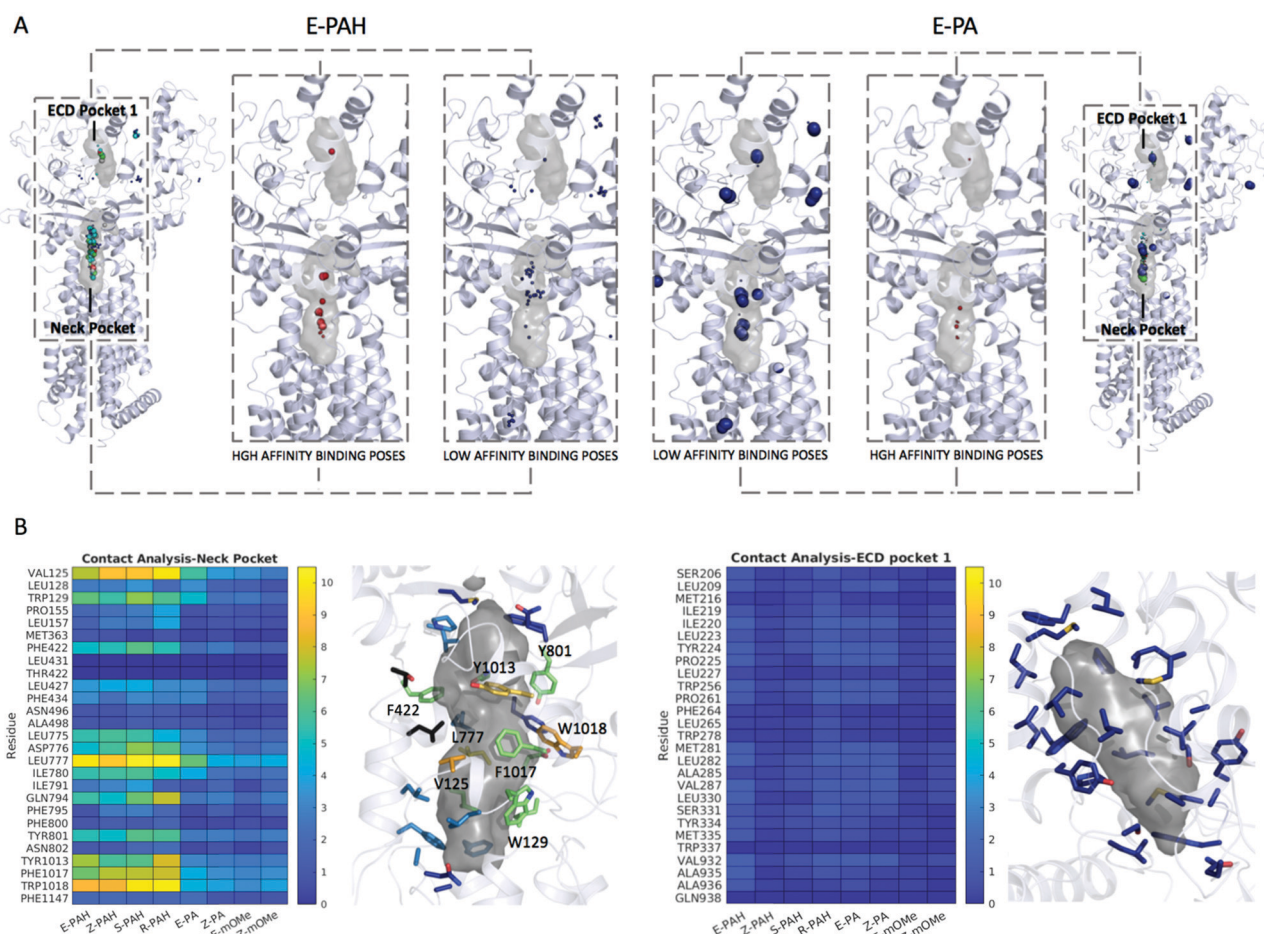 A
E-PAH
E-PA
ECD Pocket 1
Neck Pocket
HGH AFFINITY BINDING POSES
LOW AFFINITY BINDING POSES
LOW AFFINITY BINDING POSES
HGH AFFINITY BINDING POSES
ECD Pocket 1
Neck Pocket
B
Contact Analysis-Neck Pocket
Residue
VAL125
LEU128
TRP129
PRO155
LEU157
MET363
PHE422
LEU431
THR422
LEU427
PHE434
ASN496
ALA498
LEU775
ASP776
LEU777
ILE780
ILE791
GLN794
PHE795
PHE800
TYR801
ASN802
TYR1013
PHE1017
TRP1018
PHE1147
E-PAH
Z-PAH
S-PAH
R-PAH
E-PA
Z-PA
Z-mOMe
10
9
8
7
6
5
4
3
2
1
0
Y801
Y1013
F422
L777
W1018
V125
F1017
W129
Contact Analysis-ECD pocket 1
Residue
SER206
LEU209
MET216
ILE219
ILE220
LEU223
TYR224
PRO225
LEU227
TRP256
PRO261
PHE264
LEU265
TRP278
MET281
LEU282
ALA285
VAL287
LEU330
SER331
TYR334
MET335
TRP337
VAL932
ALA935
ALA936
GLN938
E-PAH
Z-PAH
S-PAH
R-PAH
E-PA
Z-PA
10
9
8
7
6
5
4
3
2
1
0